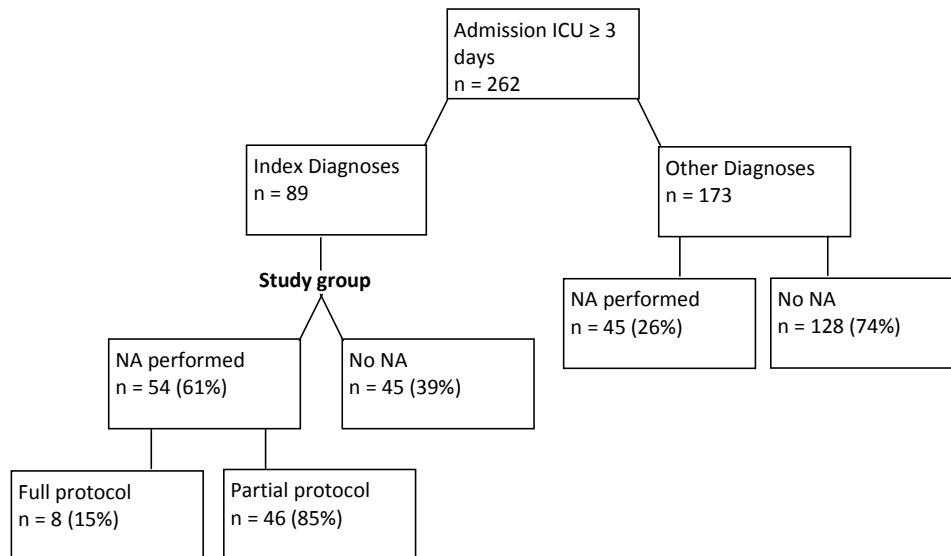 Admission ICU ≥ 3
days
n = 262
Index Diagnoses
n = 89
Other Diagnoses
n = 173
Study group
NA performed
n = 45 (26%)
No NA
n = 128 (74%)
NA performed
n = 54 (61%)
No NA
n = 45 (39%)
Full protocol
n = 8 (15%)
Partial protocol
n = 46 (85%)